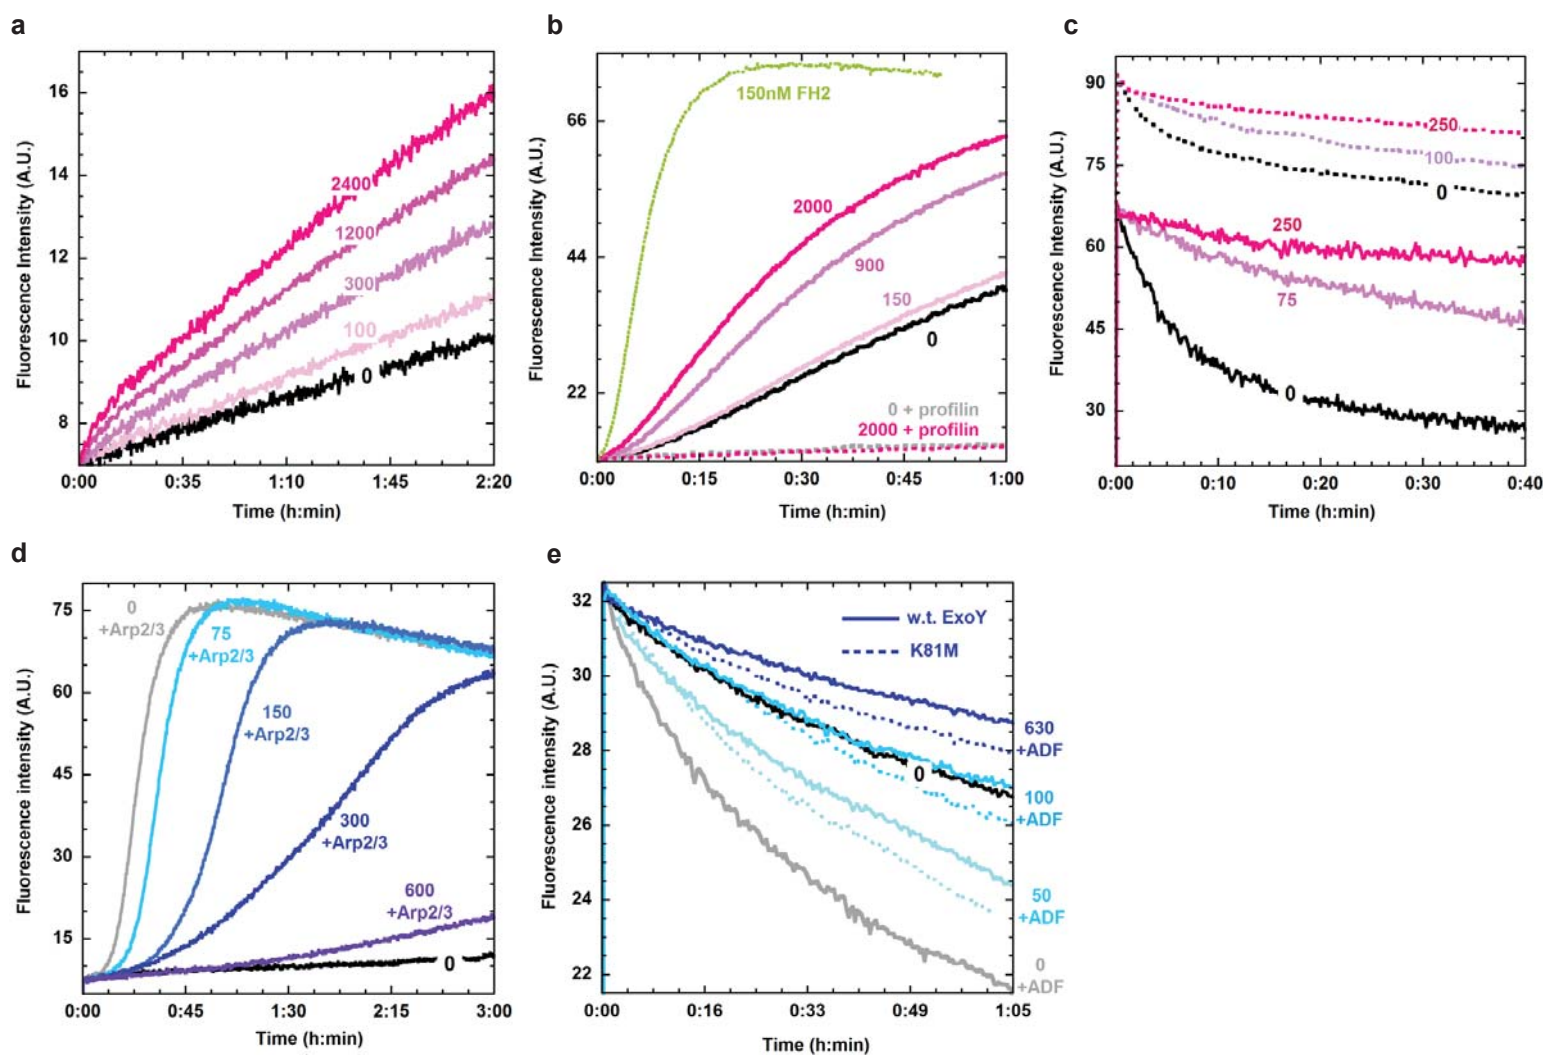 a
16
14
12
10
8
Fluorescence Intensity (A.U.)
2400
1200
300
100
0
0:00 0:35 1:10 1:45 2:20
Time (h:min)
b
66
44
22
Fluorescence Intensity (A.U.)
150nM FH2
2000
900
150
0
0 + profilin
2000 + profilin
0:00 0:15 0:30 0:45 1:00
Time (h:min)
c
90
75
60
45
30
Fluorescence Intensity (A.U.)
250
100
0
250
75
0
0:00 0:10 0:20 0:30 0:40
Time (h:min)
d
75
60
45
30
15
Fluorescence Intensity (A.U.)
0
+Arp2/3
75
+Arp2/3
150
+Arp2/3
300
+Arp2/3
600
+Arp2/3
0
0:00 0:45 1:30 2:15 3:00
Time (h:min)
e
32
30
28
26
24
22
Fluorescence intensity (A.U.)
w.t. ExoY
K81M
0
630
+ADF
100
+ADF
50
+ADF
0
+ADF
0:00 0:16 0:33 0:49 1:05
Time (h:min)